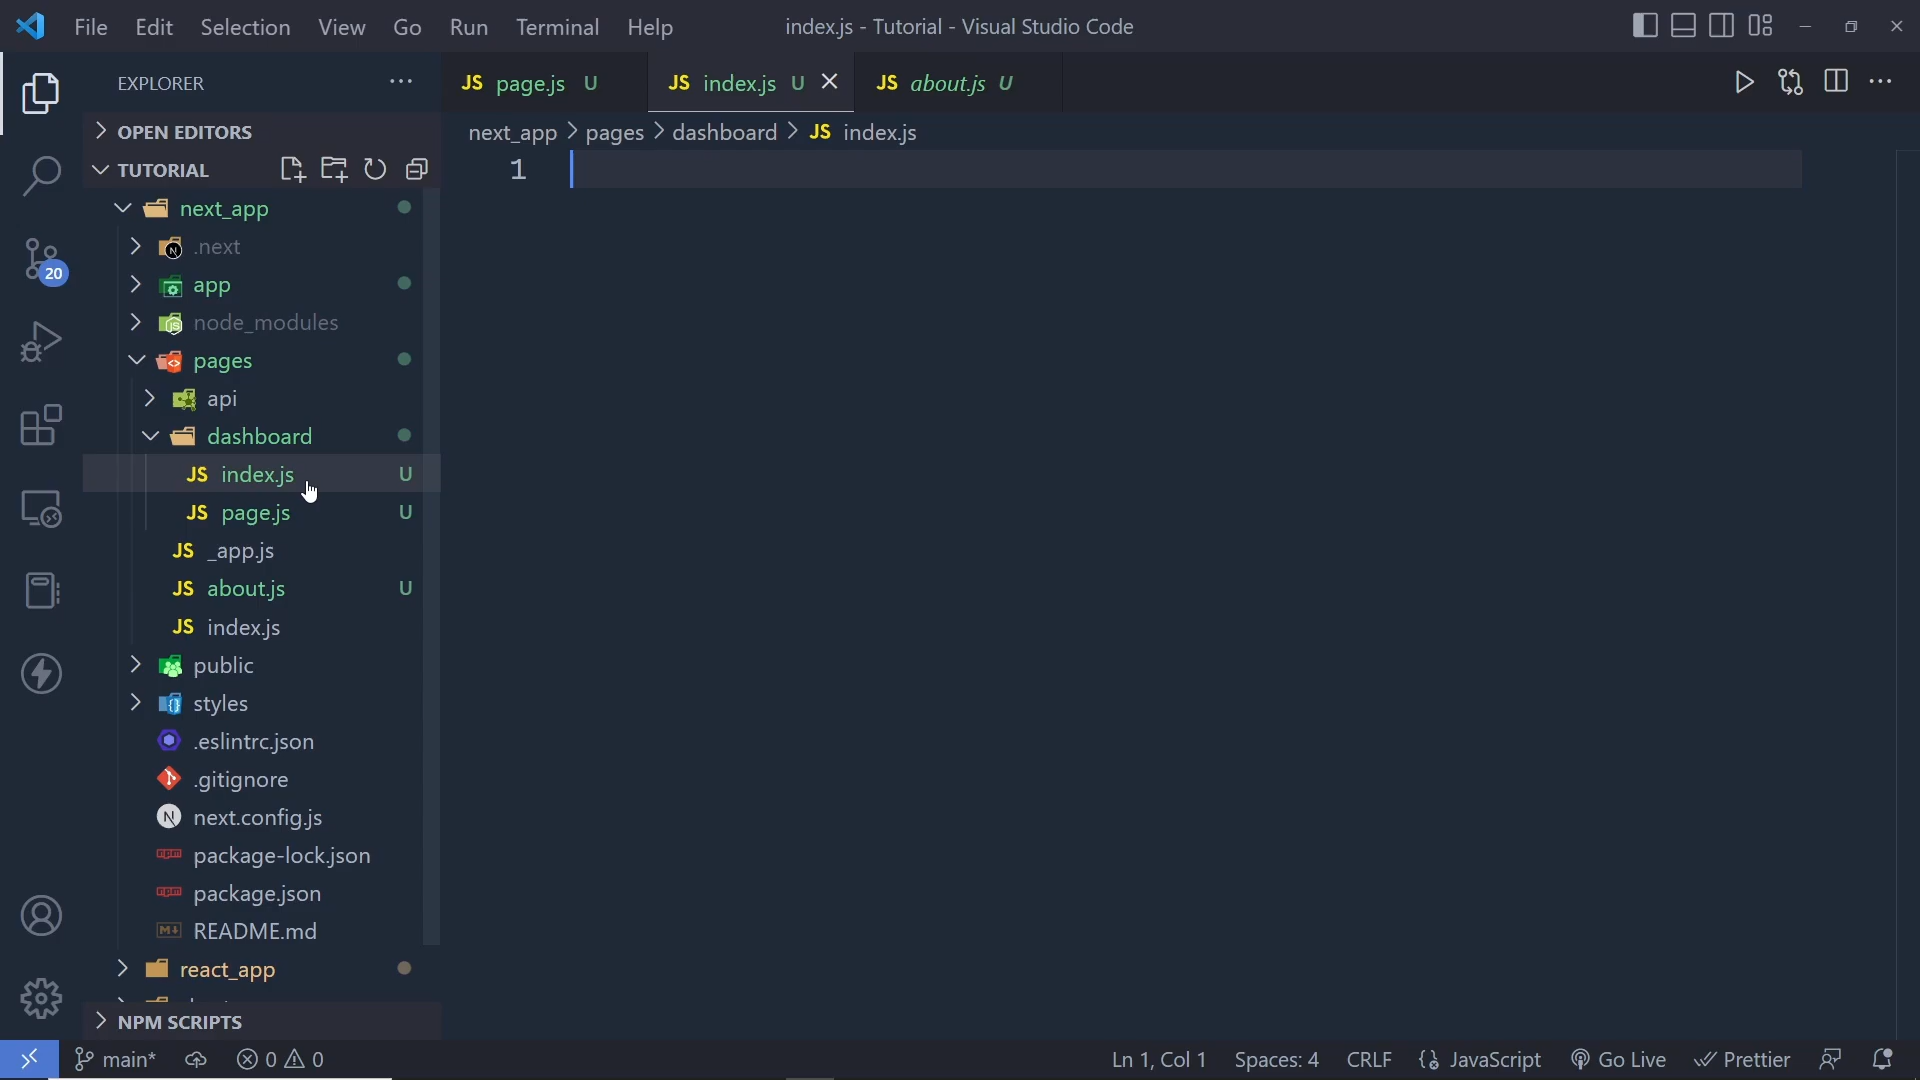 File Edit Selection View Go Run Terminal Help index.js - Tutorial - Visual Studio Code
EXPLORER
JS page.js U JS index.js U JS about.js U
OPEN EDITORS
next_app > pages > dashboard > JS index.js
TUTORIAL
1
next_app
.next
app
20
node_modules
pages
api
dashboard
JS index.js U
JS page.js U
JS _app.js
JS about.js U
JS index.js
public
styles
.eslintrc.json
.gitignore
N next.config.js
package-lock.json
package.json
README.md
react_app
NPM SCRIPTS
main* 0 0 Ln 1, Col 1 Spaces: 4 CRLF JavaScript Go Live Prettier